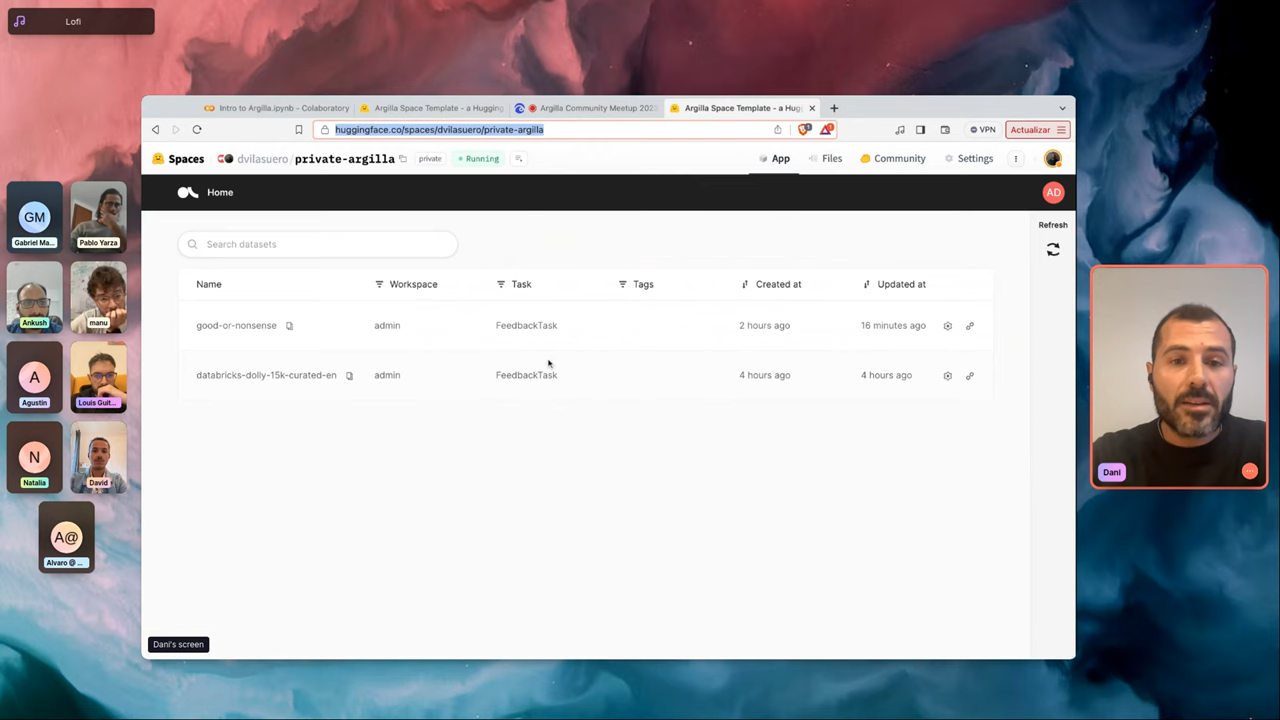 Lofi
Intro to Argilla.ipynb - Colaboratory
Argilla Space Template - a Hugging
Argilla Community Meetup 202
Argilla Space Template - a Hug
huggingface.co/spaces/dvilasuero/private-argilla
VPN
Actualizar
Spaces
dvilasuero/private-argilla
private
Running
App
Files
Community
Settings
Home
AD
Refresh
Search datasets
Name
Workspace
Task
Tags
Created at
Updated at
good-or-nonsense
admin
FeedbackTask
2 hours ago
16 minutes ago
databricks-dolly-15k-curated-en
admin
FeedbackTask
4 hours ago
4 hours ago
GM
Gabriel Ma...
Pablo Yarza
Ankush
manu
A
Agustin
Louis Guit...
N
Natalia
David
A@
Alvaro @ ...
Dani
Dani's screen